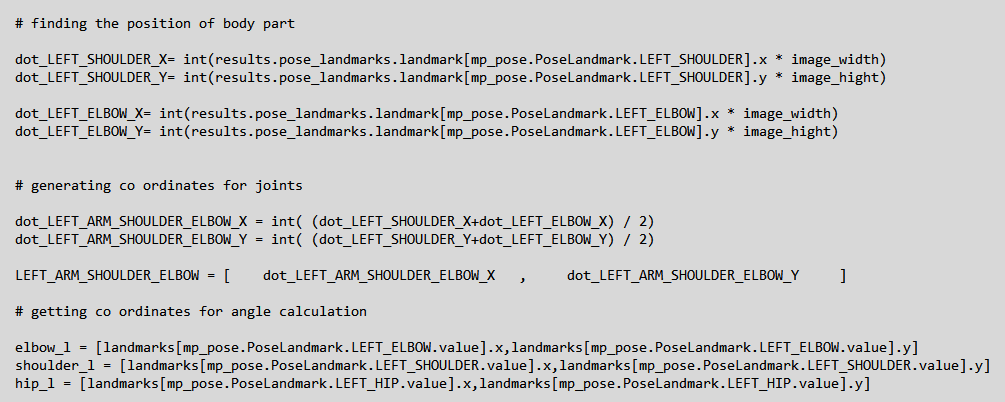 # finding the position of body part
dot_LEFT_SHOULDER_X= int(results.pose_landmarks.landmark[mp_pose.PoseLandmark.LEFT_SHOULDER].x * image_width)
dot_LEFT_SHOULDER_Y= int(results.pose_landmarks.landmark[mp_pose.PoseLandmark.LEFT_SHOULDER].y * image_hight)
dot_LEFT_ELBOW_X= int(results.pose_landmarks.landmark[mp_pose.PoseLandmark.LEFT_ELBOW].x * image_width)
dot_LEFT_ELBOW_Y= int(results.pose_landmarks.landmark[mp_pose.PoseLandmark.LEFT_ELBOW].y * image_hight)
# generating co ordinates for joints
dot_LEFT_ARM_SHOULDER_ELBOW_X = int( (dot_LEFT_SHOULDER_X+dot_LEFT_ELBOW_X) / 2)
dot_LEFT_ARM_SHOULDER_ELBOW_Y = int( (dot_LEFT_SHOULDER_Y+dot_LEFT_ELBOW_Y) / 2)
LEFT_ARM_SHOULDER_ELBOW = [    dot_LEFT_ARM_SHOULDER_ELBOW_X   ,     dot_LEFT_ARM_SHOULDER_ELBOW_Y     ]
# getting co ordinates for angle calculation
elbow_l = [landmarks[mp_pose.PoseLandmark.LEFT_ELBOW.value].x,landmarks[mp_pose.PoseLandmark.LEFT_ELBOW.value].y]
shoulder_l = [landmarks[mp_pose.PoseLandmark.LEFT_SHOULDER.value].x,landmarks[mp_pose.PoseLandmark.LEFT_SHOULDER.value].y]
hip_l = [landmarks[mp_pose.PoseLandmark.LEFT_HIP.value].x,landmarks[mp_pose.PoseLandmark.LEFT_HIP.value].y]